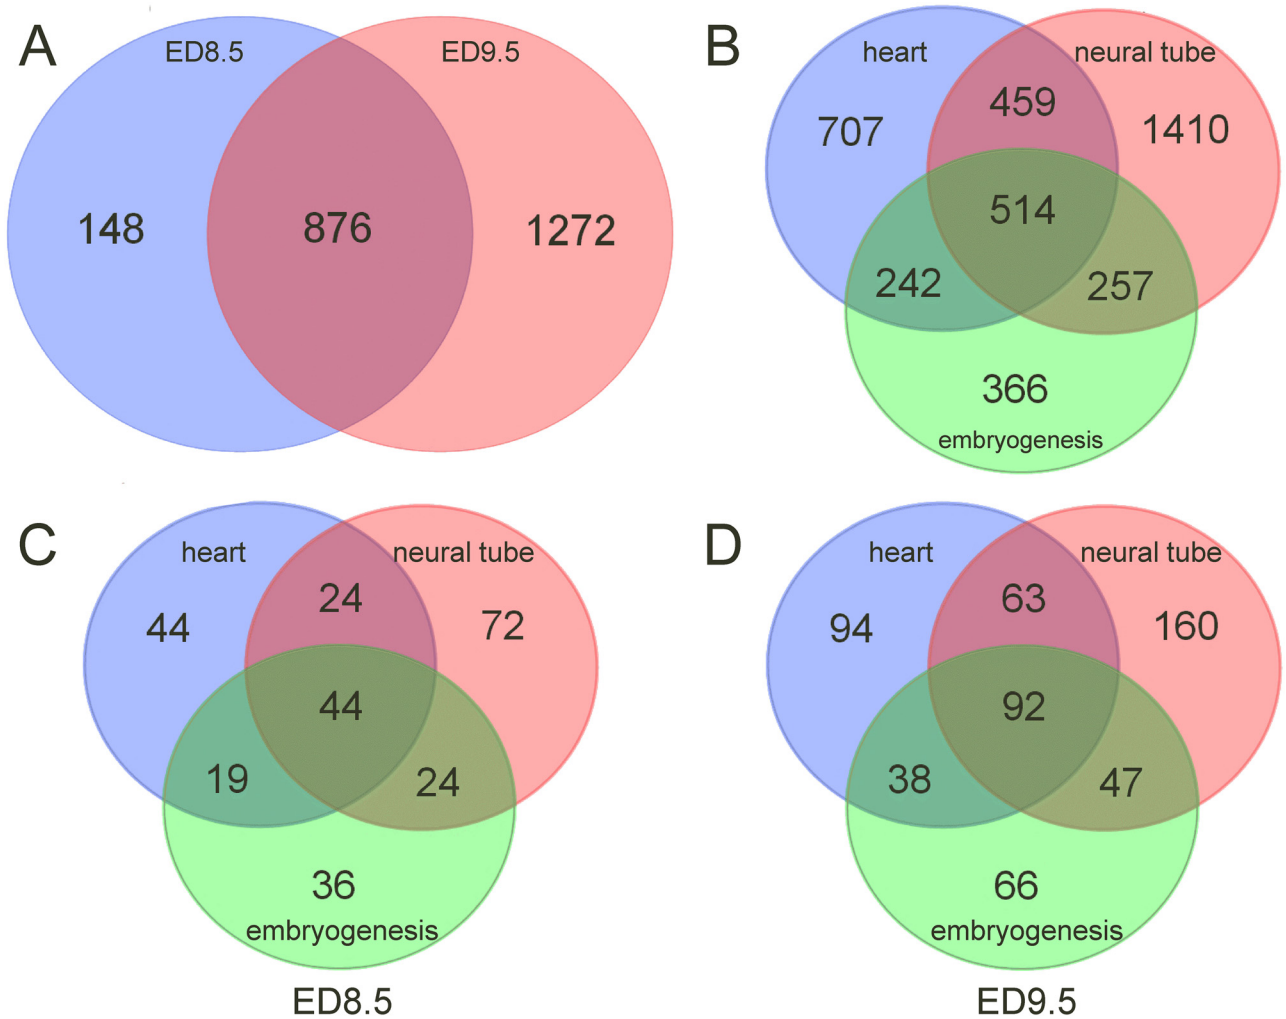 A
ED8.5
ED9.5
148
876
1272
B
heart
neural tube
707
459
1410
514
242
257
366
embryogenesis
C
heart
neural tube
44
24
72
44
19
24
36
embryogenesis
ED8.5
D
heart
neural tube
94
63
160
92
38
47
66
embryogenesis
ED9.5